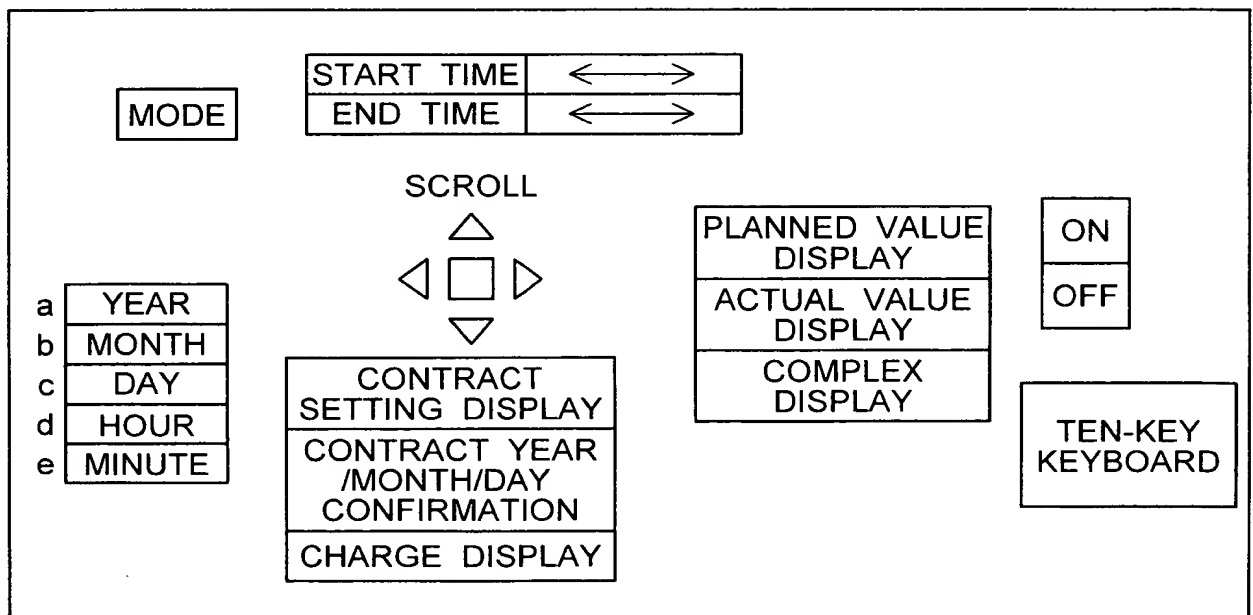 MODE
START TIME
END TIME
SCROLL
a YEAR
b MONTH
c DAY
d HOUR
e MINUTE
CONTRACT
SETTING DISPLAY
CONTRACT YEAR
/MONTH/DAY
CONFIRMATION
CHARGE DISPLAY
PLANNED VALUE
DISPLAY
ACTUAL VALUE
DISPLAY
COMPLEX
DISPLAY
ON
OFF
TEN-KEY
KEYBOARD